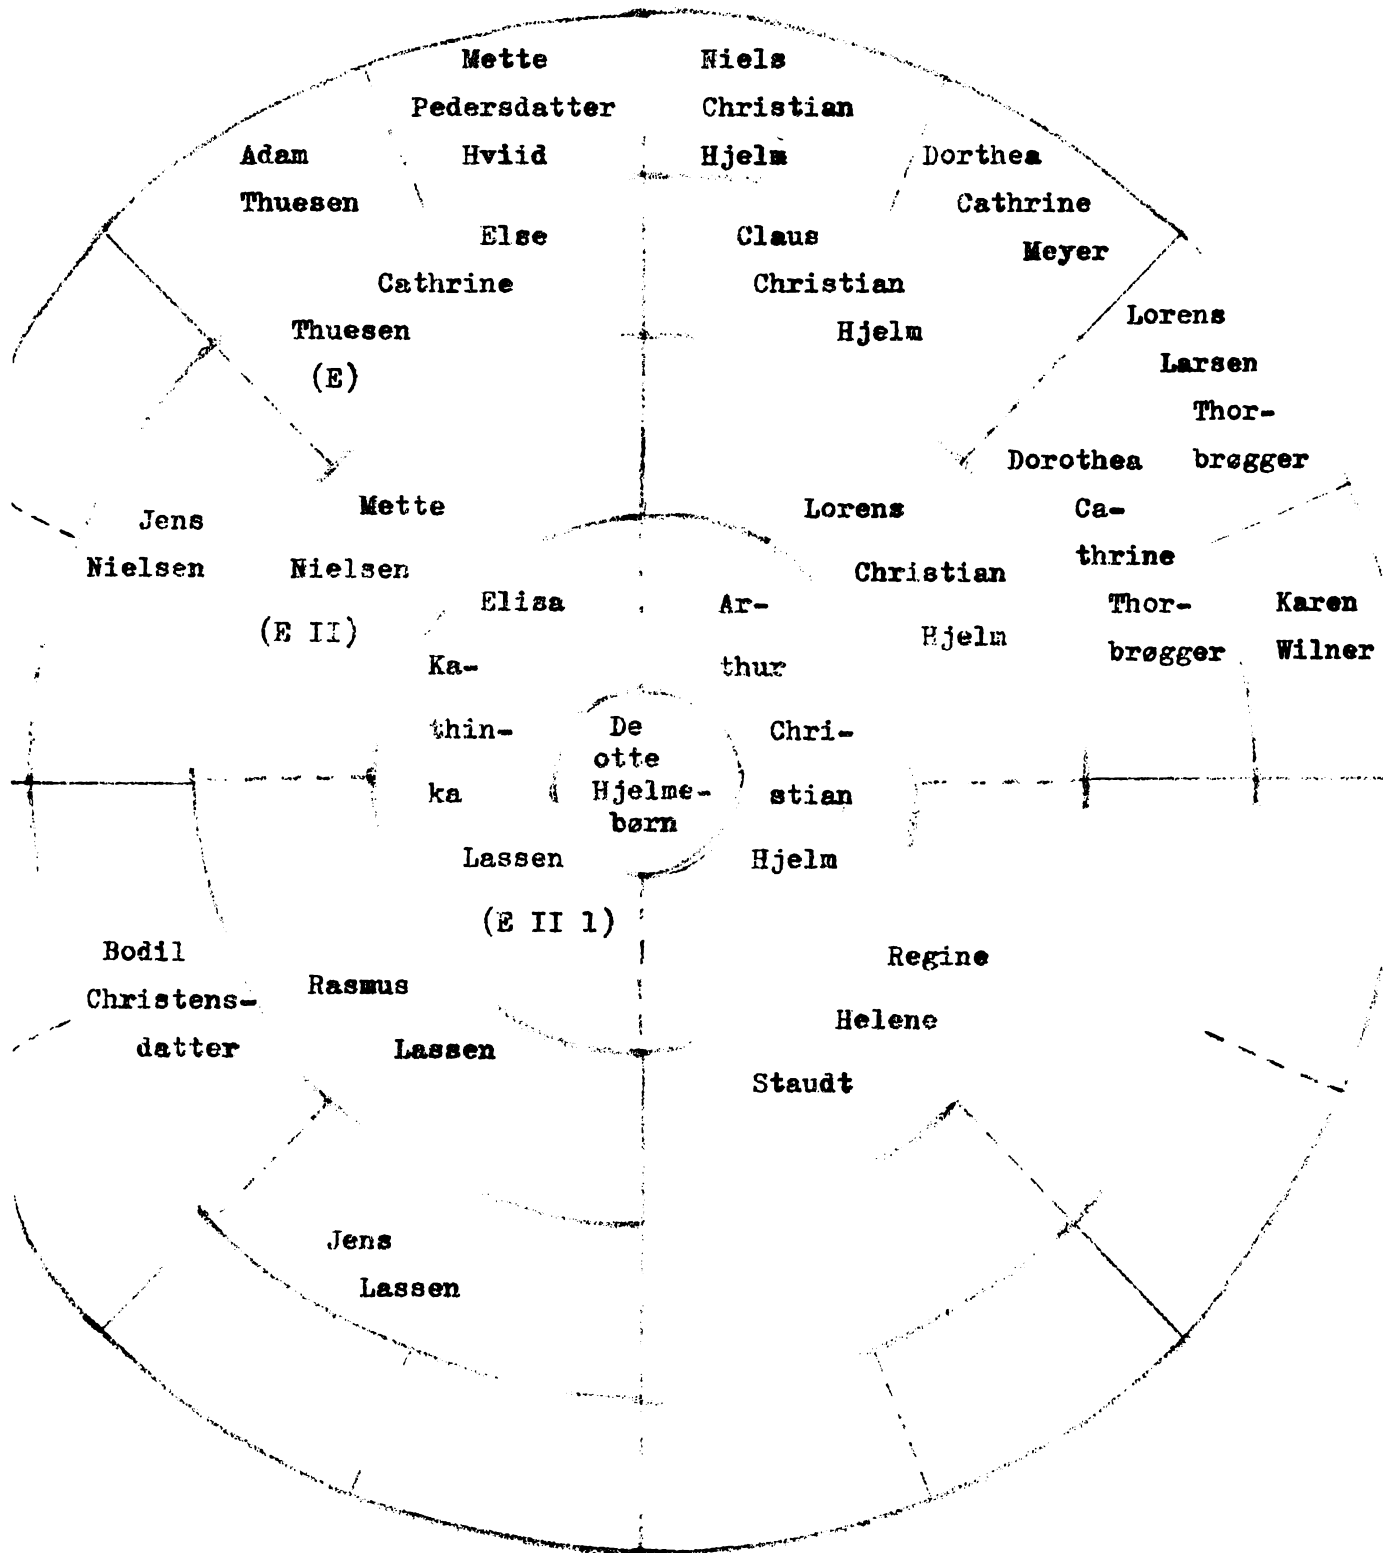 Mette
Pedersdatter
Hviid
Niels
Christian
Hjelm
Adam
Thuesen
Dorthea
Cathrine
Meyer
Else
Cathrine
Thuesen
(E)
Claus
Christian
Hjelm
Lorens
Larsen
Thor-
brøgger
Dorothea
Ca-
thrine
Thor-
brøgger
Karen
Wilner
Jens
Nielsen
Mette
Nielsen
(E II)
Lorens
Christian
Hjelm
Elisa
Ka-
thin-
ka
Lassen
(E II 1)
Ar-
thur
Chri-
stian
Hjelm
De
otte
Hjelme-
børn
Bodil
Christens-
datter
Rasmus
Lassen
Regine
Helene
Staudt
Jens
Lassen